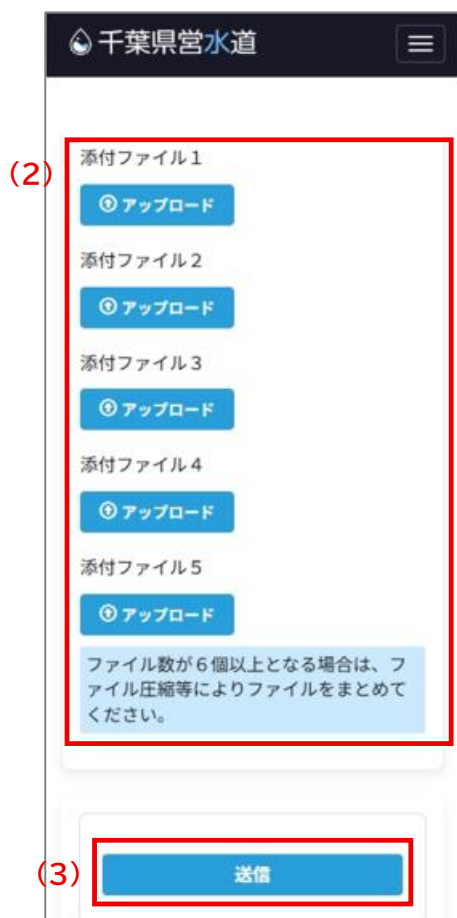 千葉県営水道
(2)
添付ファイル1
アップロード
添付ファイル2
アップロード
添付ファイル3
アップロード
添付ファイル4
アップロード
添付ファイル5
アップロード
ファイル数が6個以上となる場合は、フ
ァイル圧縮等によりファイルをまとめて
ください。
(3)
送信